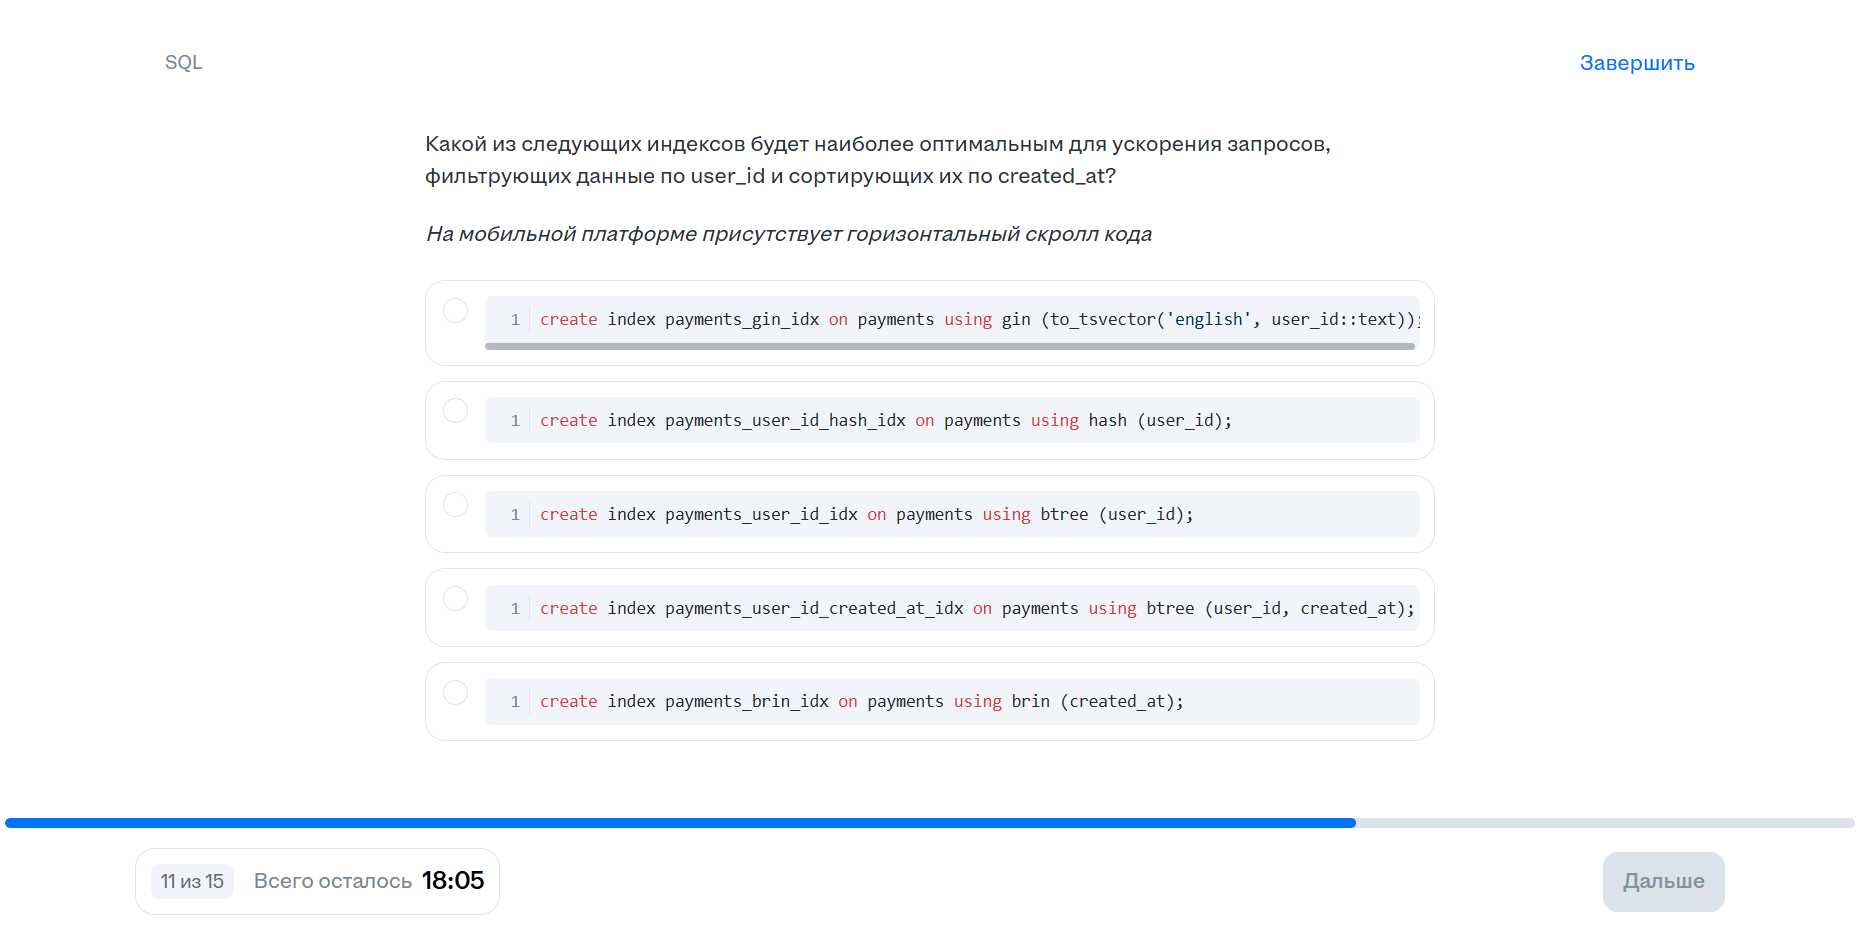 SQL
Завершить
Какой из следующих индексов будет наиболее оптимальным для ускорения запросов,
фильтрующих данные по user_id и сортирующих их по created_at?
На мобильной платформе присутствует горизонтальный скролл кода
1 create index payments_gin_idx on payments using gin (to_tsvector('english', user_id::text));
1 create index payments_user_id_hash_idx on payments using hash (user_id);
1 create index payments_user_id_idx on payments using btree (user_id);
1 create index payments_user_id_created_at_idx on payments using btree (user_id, created_at);
1 create index payments_brin_idx on payments using brin (created_at);
11 из 15 Всего осталось 18:05
Дальше